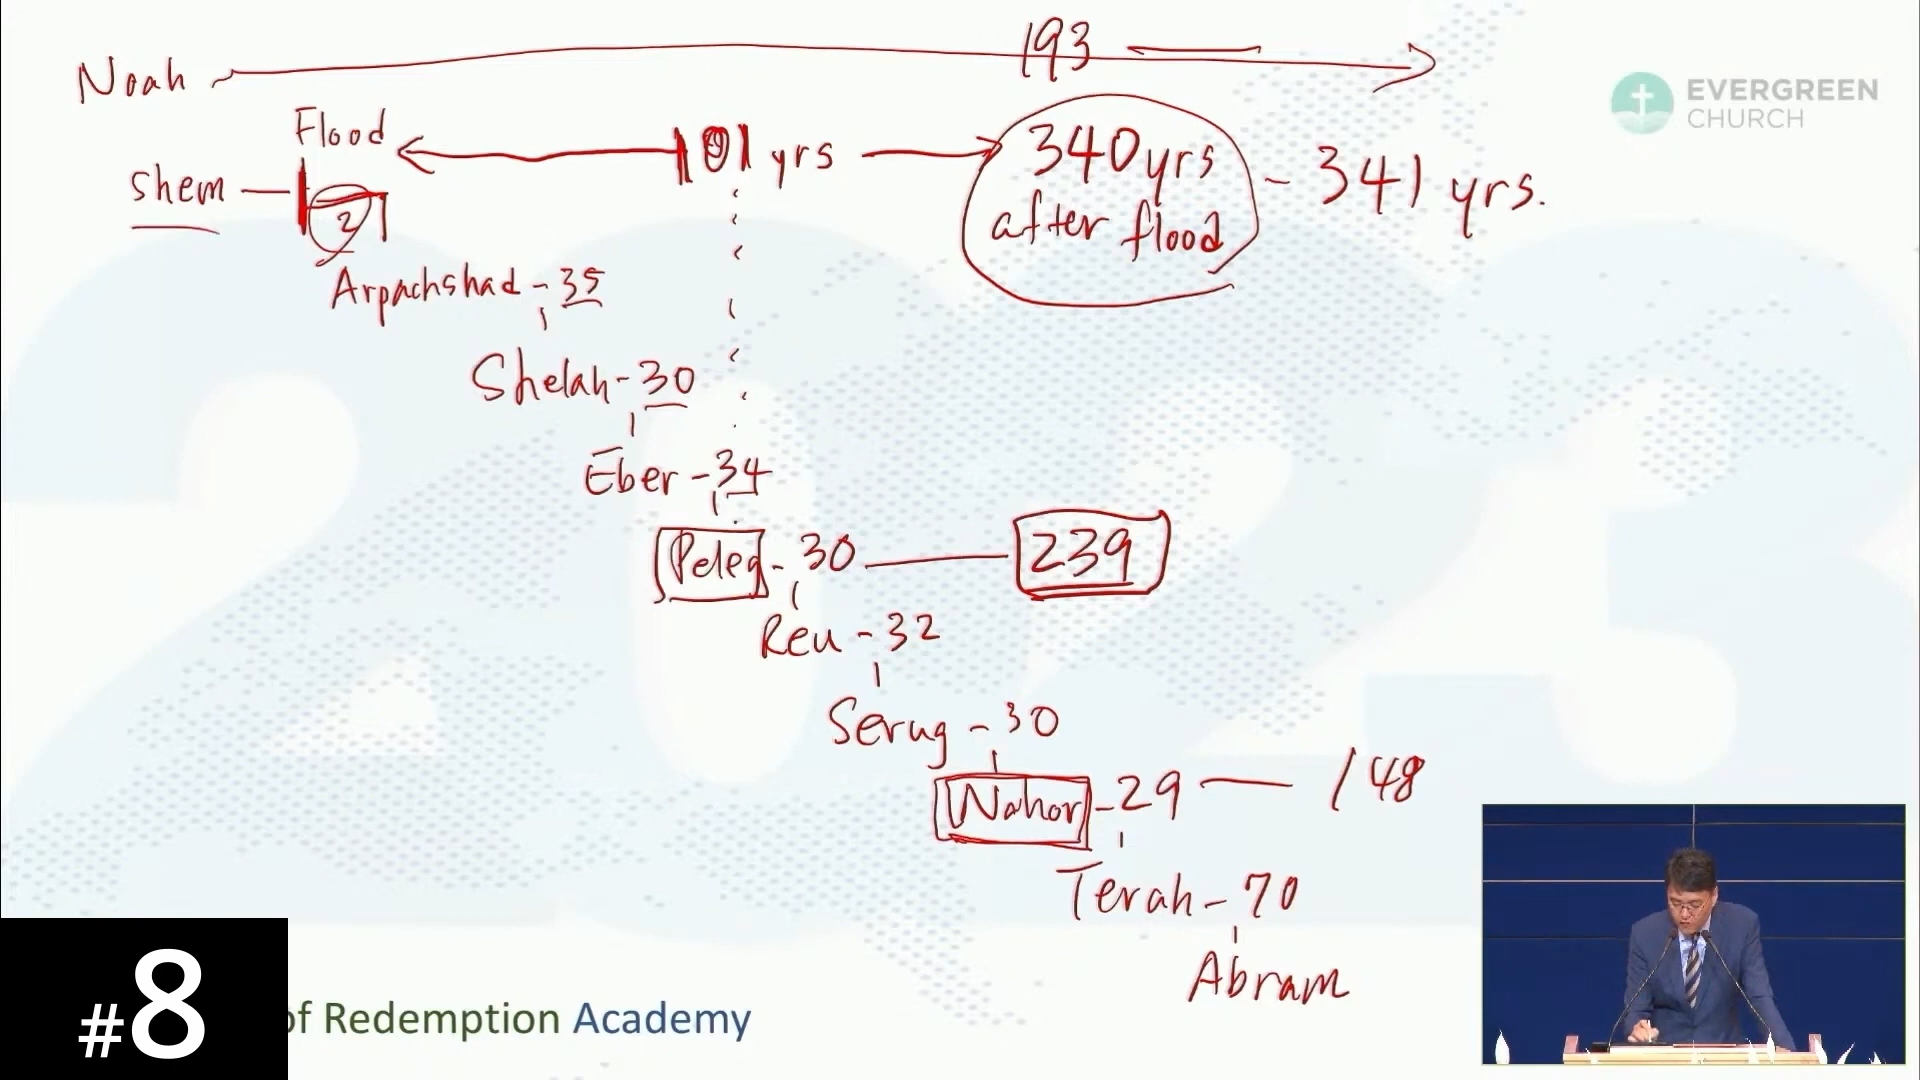 193
Noah
EVERGREEN
CHURCH
Flood
101 yrs
340 yrs
after flood
- 341 yrs.
Shem
2
Arpachshad - 35
Shelah - 30
Eber - 34
Peleg - 30
239
Reu - 32
Serug - 30
Nahor - 29
148
Terah - 70
Abram
#8
of Redemption Academy